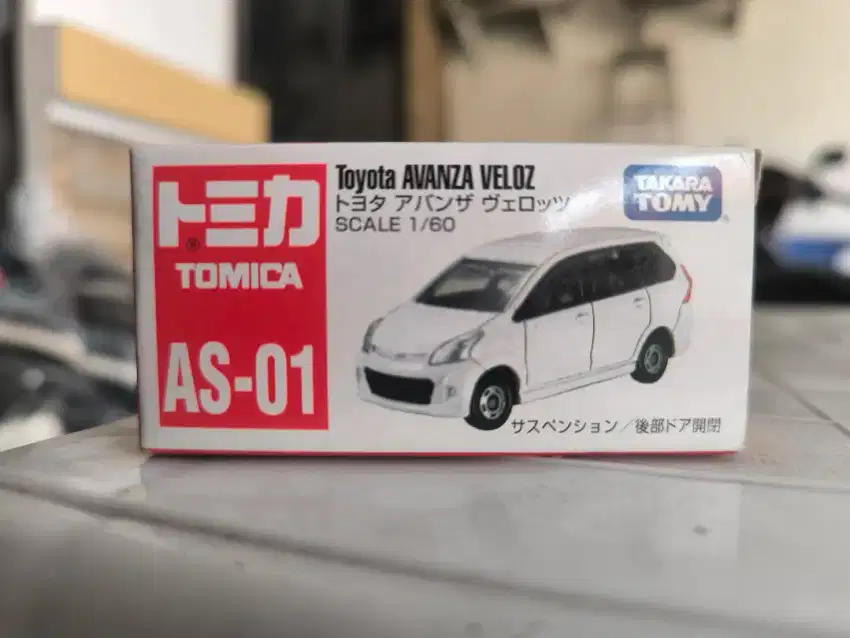 トミカ
®
TOMICA
AS-01
Toyota AVANZA VELOZ
トヨタ アバンザ ヴェロッツ
SCALE 1/60
TAKARA
TOMY
サスペンション／後部ドア開閉